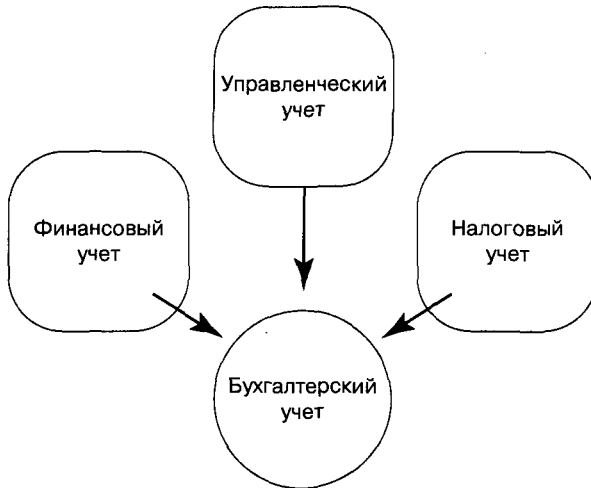 Управленческий
учет
Финансовый
учет
Налоговый
учет
Бухгалтерский
учет